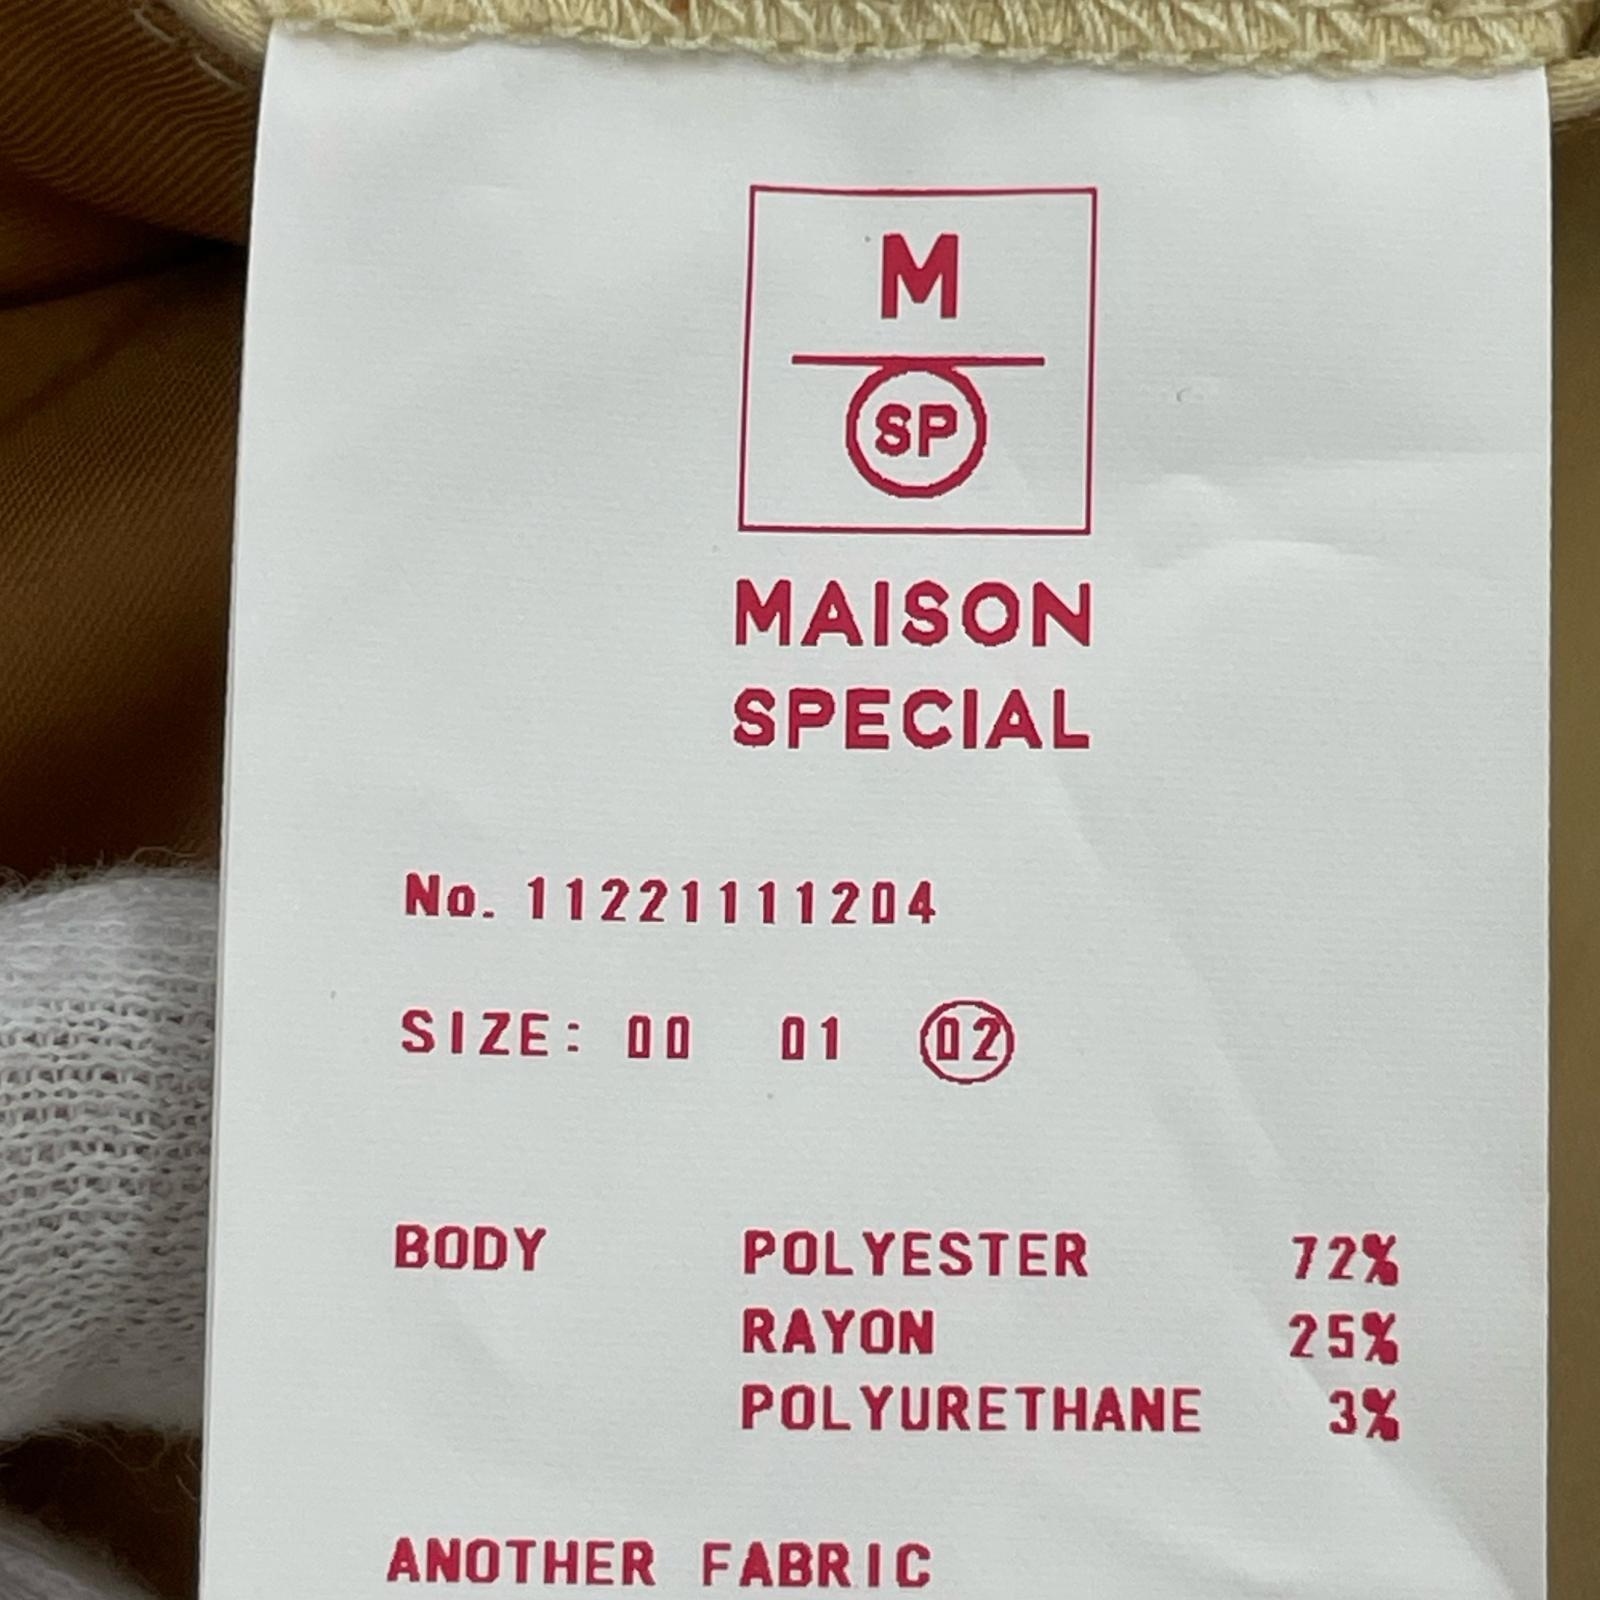 M
SP
MAISON
SPECIAL
No. 11221111204
SIZE: 00 01 02
BODY POLYESTER 72%
RAYON 25%
POLYURETHANE 3%
ANOTHER FABRIC